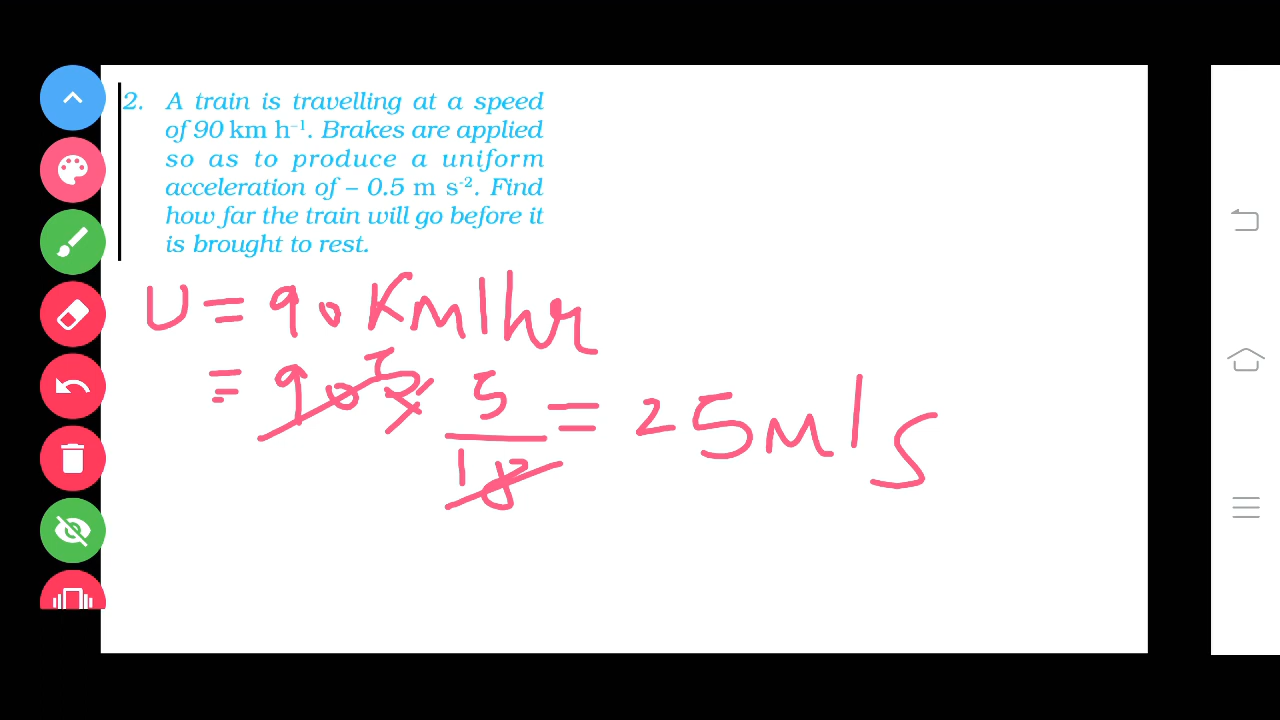 2. A train is travelling at a speed
of 90 km h⁻¹. Brakes are applied
so as to produce a uniform
acceleration of – 0.5 m s⁻². Find
how far the train will go before it
is brought to rest.
U = 90 Km/hr
= 90 5 × 5/18 = 25 m/s